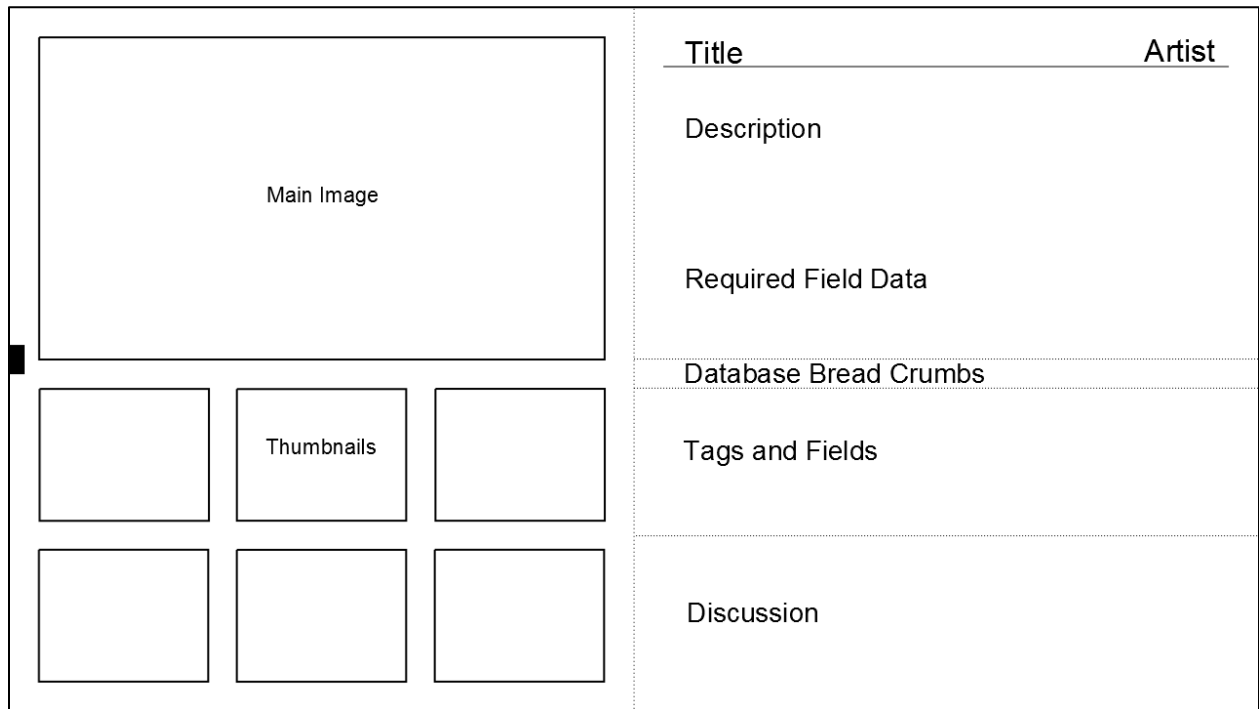 Main Image
Thumbnails
Title Artist
Description
Required Field Data
Database Bread Crumbs
Tags and Fields
Discussion